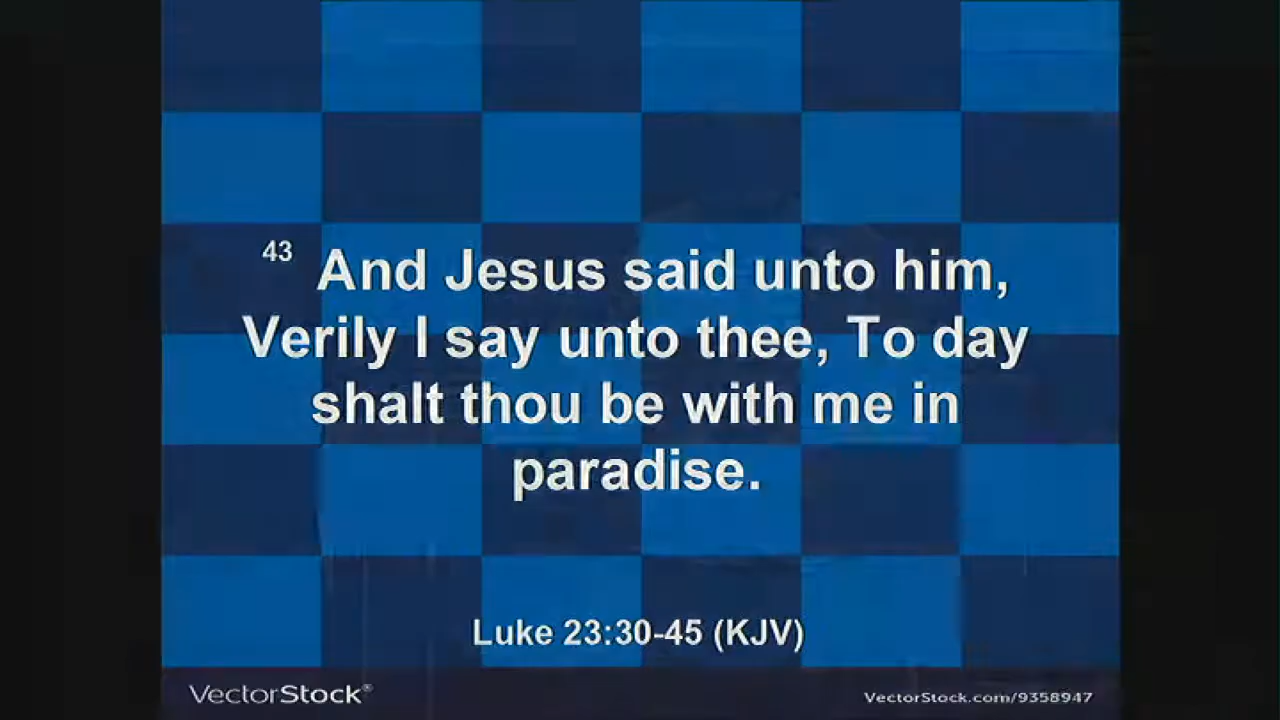 43 And Jesus said unto him,
Verily I say unto thee, To day
shalt thou be with me in
paradise.
Luke 23:30-45 (KJV)
VectorStock®
VectorStock.com/9358947